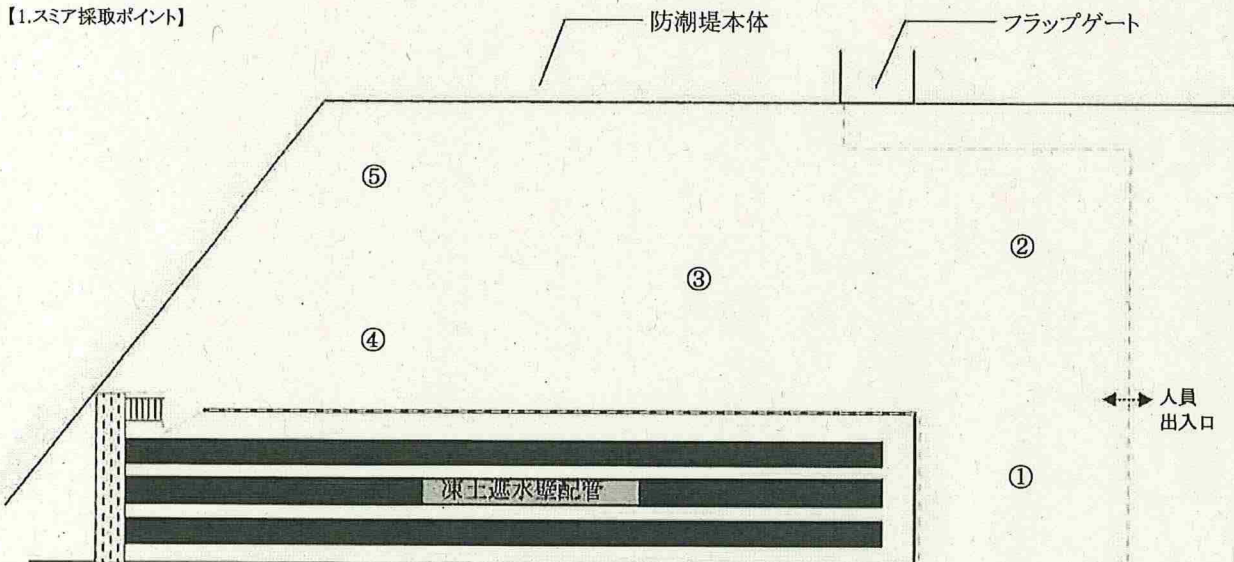 【1.スミア採取ポイント】
防潮堤本体
フラップゲート
⑤
②
③
④
人員
出入口
凍土遮水壁配管
①